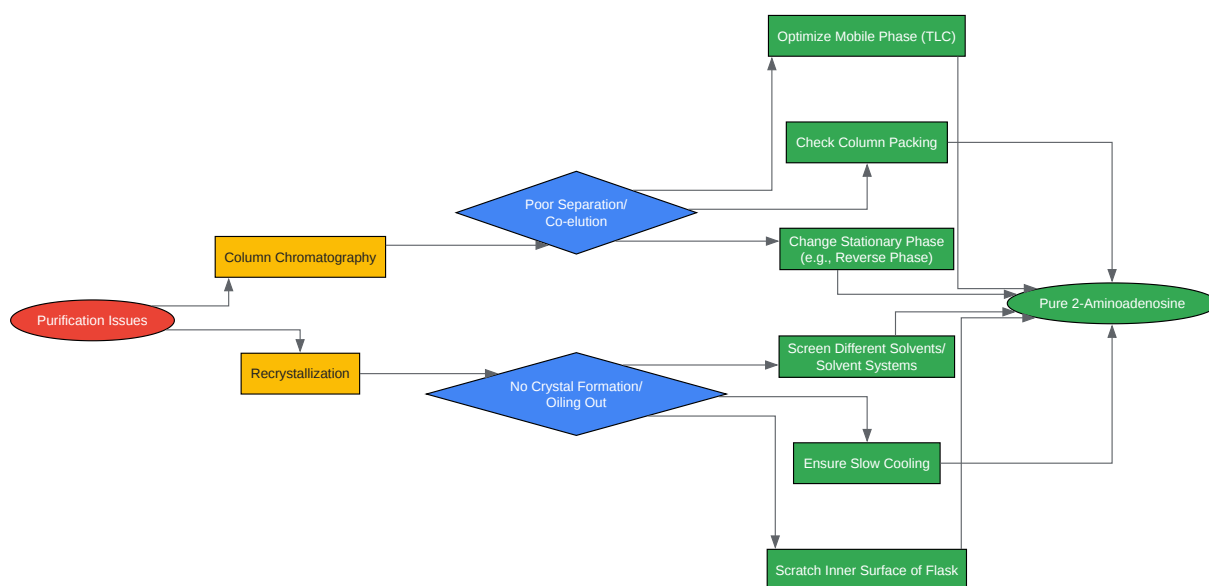 Optimize Mobile Phase (TLC)
Check Column Packing
Poor Separation/
Co-elution
Change Stationary Phase
(e.g., Reverse Phase)
Column Chromatography
Pure 2-Aminoadenosine
Purification Issues
Screen Different Solvents/
Solvent Systems
Recrystallization
No Crystal Formation/
Oiling Out
Ensure Slow Cooling
Scratch Inner Surface of Flask